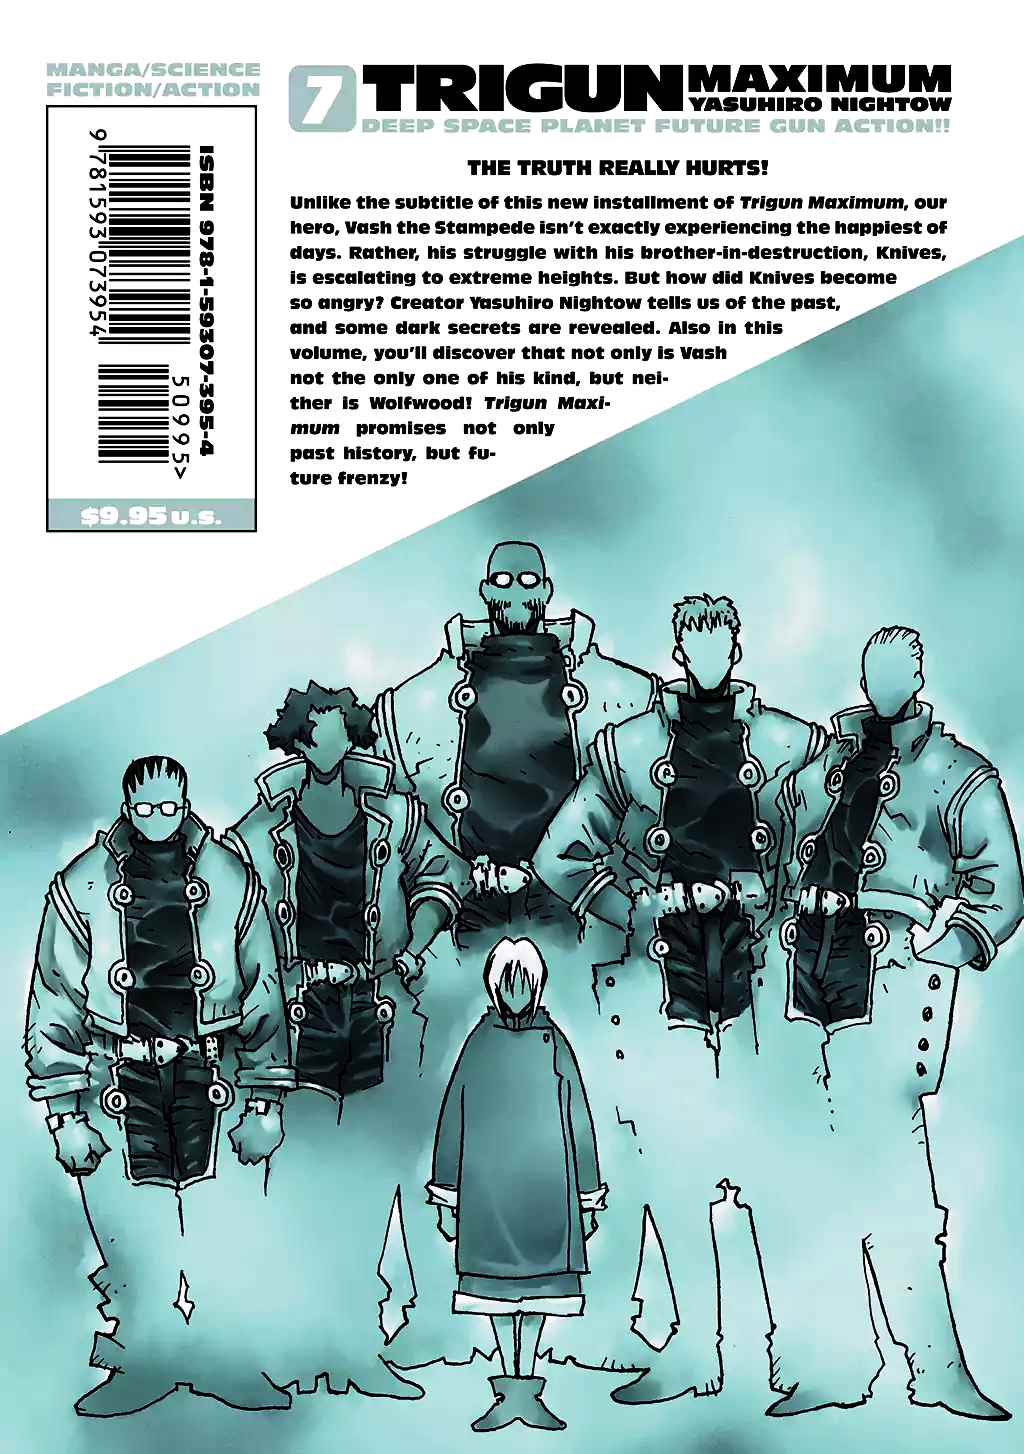 MANGA/SCIENCE
FICTION/ACTION
9 781593 073954
ISBN 978-1-59307-395-4
50995>
$9.95 U.S.
7
TRIGUN MAXIMUM
YASUHIRO NIGHTOW
DEEP SPACE PLANET FUTURE GUN ACTION!!
THE TRUTH REALLY HURTS!
Unlike the subtitle of this new installment of Trigun Maximum, our
hero, Vash the Stampede isn't exactly experiencing the happiest of
days. Rather, his struggle with his brother-in-destruction, Knives,
is escalating to extreme heights. But how did Knives become
so angry? Creator Yasuhiro Nightow tells us of the past,
and some dark secrets are revealed. Also in this
volume, you'll discover that not only is Vash
not the only one of his kind, but nei-
ther is Wolfwood! Trigun Maxi-
mum promises not only
past history, but fu-
ture frenzy!